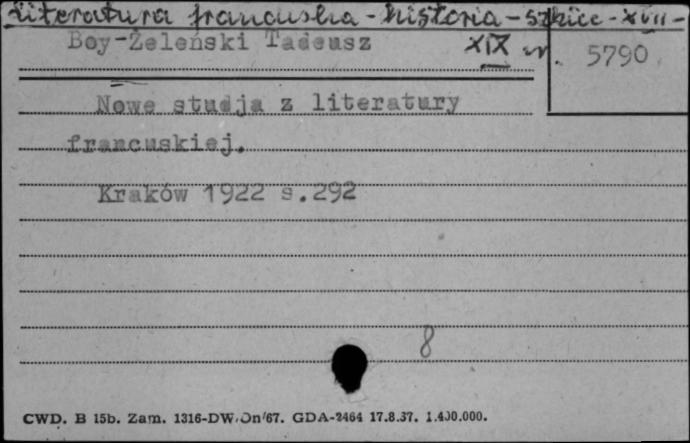 Literatura francuska - historia - szkice - XVII -
Boy-Żeleński Tadeusz XIX w. 5790
Nowe studja z literatury
francuskiej.
Kraków 1922 s.292
8
CWD. B 15b. Zam. 1316-DW/Dn/67. GDA-2464 17.8.37. 1.400.000.